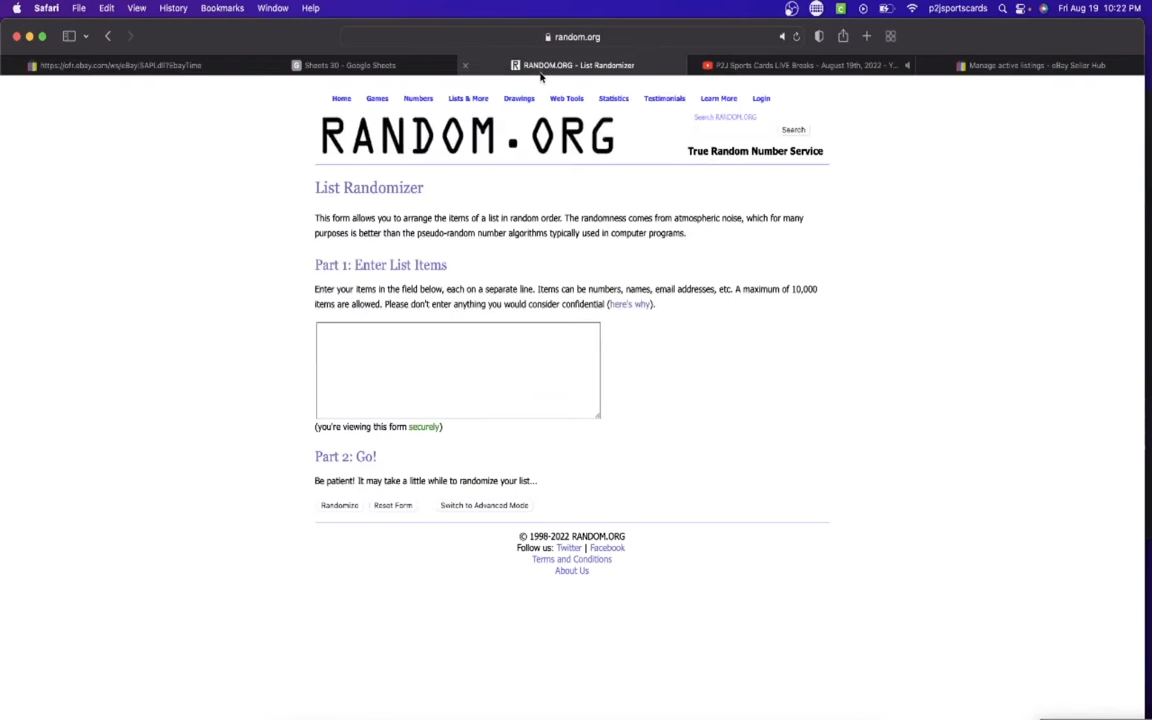 Safari File Edit View History Bookmarks Window Help p2jsportscards Fri Aug 19 10:22 PM
random.org
https://ofr.ebay.com/ws/eBayISAPI.dll?EbayTime Sheets 30 - Google Sheets RANDOM.ORG - List Randomizer P2J Sports Cards LIVE Breaks - August 19th, 2022 - Y... Manage active listings - eBay Seller Hub
Home Games Numbers Lists & More Drawings Web Tools Statistics Testimonials Learn More Login
Search RANDOM.ORG
RANDOM.ORG
Search
True Random Number Service
List Randomizer
This form allows you to arrange the items of a list in random order. The randomness comes from atmospheric noise, which for many
purposes is better than the pseudo-random number algorithms typically used in computer programs.
Part 1: Enter List Items
Enter your items in the field below, each on a separate line. Items can be numbers, names, email addresses, etc. A maximum of 10,000
items are allowed. Please don't enter anything you would consider confidential (here's why).
(you're viewing this form securely)
Part 2: Go!
Be patient! It may take a little while to randomize your list...
Randomize Reset Form Switch to Advanced Mode
© 1998-2022 RANDOM.ORG
Follow us: Twitter | Facebook
Terms and Conditions
About Us